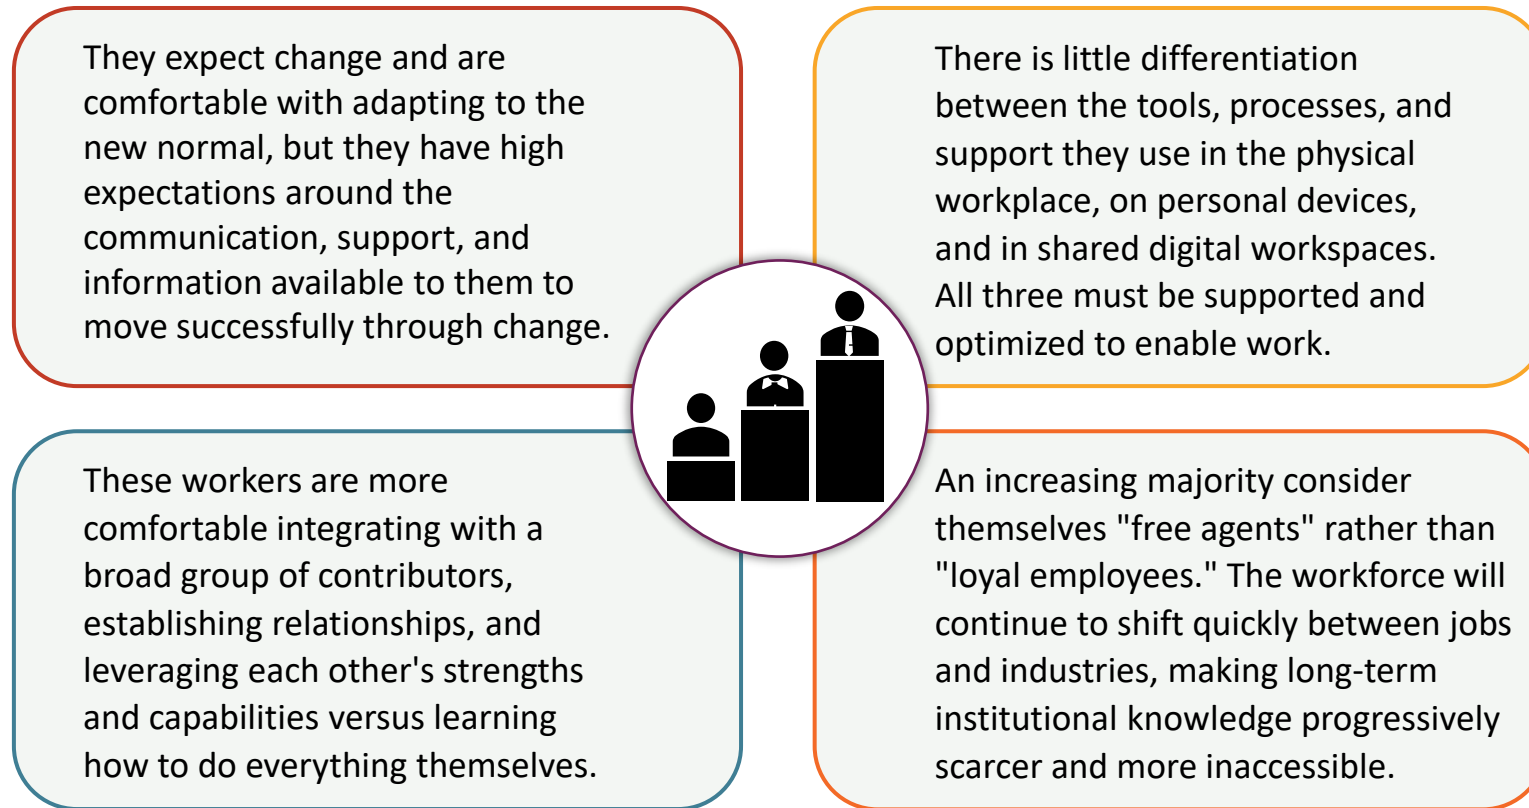 They expect change and are
comfortable with adapting to the
new normal, but they have high
expectations around the
communication, support, and
information available to them to
move successfully through change.
There is little differentiation
between the tools, processes, and
support they use in the physical
workplace, on personal devices,
and in shared digital workspaces.
All three must be supported and
optimized to enable work.
These workers are more
comfortable integrating with a
broad group of contributors,
establishing relationships, and
leveraging each other's strengths
and capabilities versus learning
how to do everything themselves.
An increasing majority consider
themselves "free agents" rather than
"loyal employees." The workforce will
continue to shift quickly between jobs
and industries, making long-term
institutional knowledge progressively
scarcer and more inaccessible.